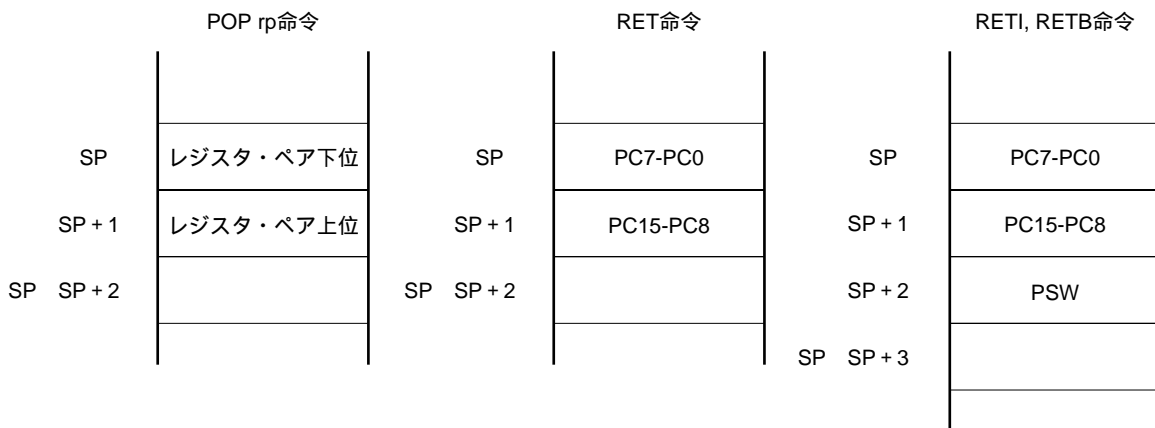 POP rp命令 RET命令 RETI, RETB命令
SP レジスタ・ペア下位 SP PC7-PC0 SP PC7-PC0
SP + 1 レジスタ・ペア上位 SP + 1 PC15-PC8 SP + 1 PC15-PC8
SP SP + 2 SP SP + 2 SP + 2 PSW
SP SP + 3